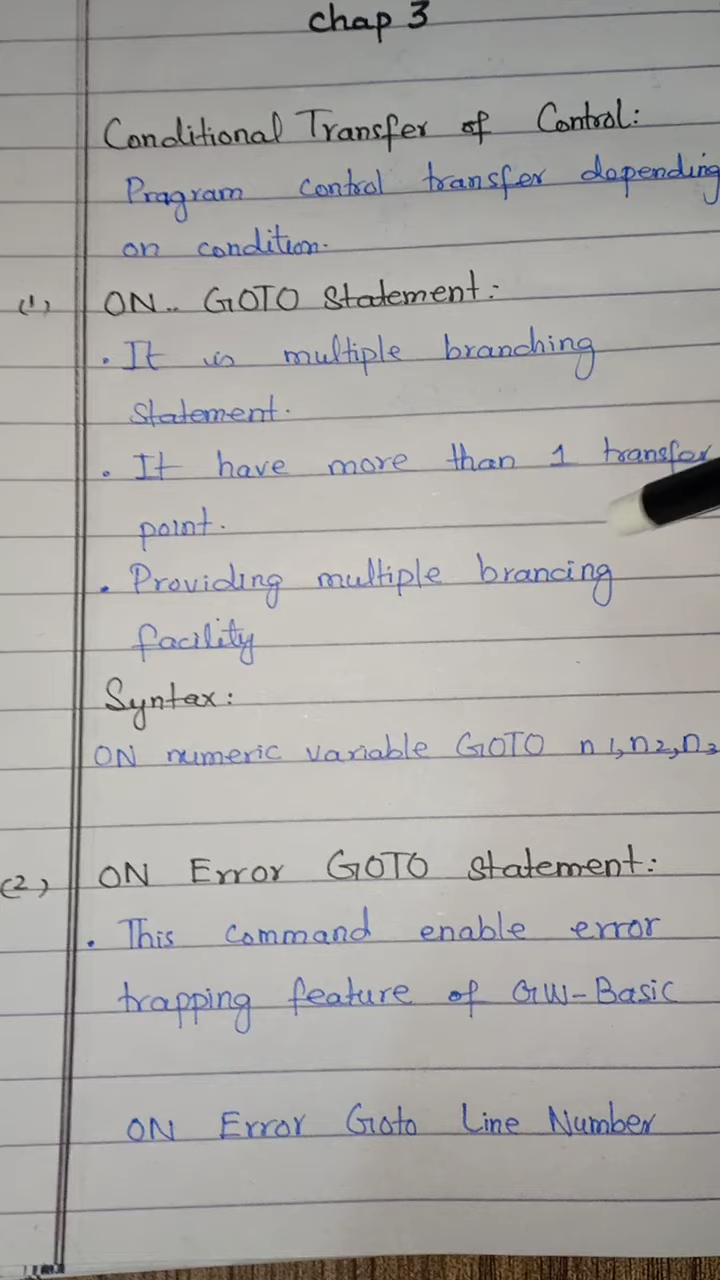 Chap 3
Conditional Transfer of Control:
Program control transfer depending
on condition.
(1) ON.. GOTO Statement:
. It is multiple branching
Statement.
. It have more than 1 transfer
point.
. Providing multiple brancing
facility
Syntax:
ON numeric variable GOTO n1,n2,n3
(2) ON Error GOTO Statement:
. This command enable error
trapping feature of GW-Basic
ON Error Goto Line Number